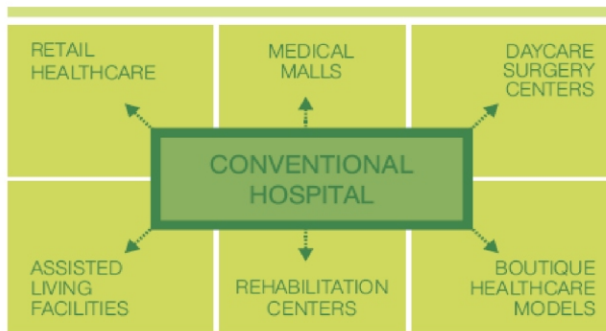 RETAIL
HEALTHCARE
MEDICAL
MALLS
DAYCARE
SURGERY
CENTERS
CONVENTIONAL
HOSPITAL
ASSISTED
LIVING
FACILITIES
REHABILITATION
CENTERS
BOUTIQUE
HEALTHCARE
MODELS